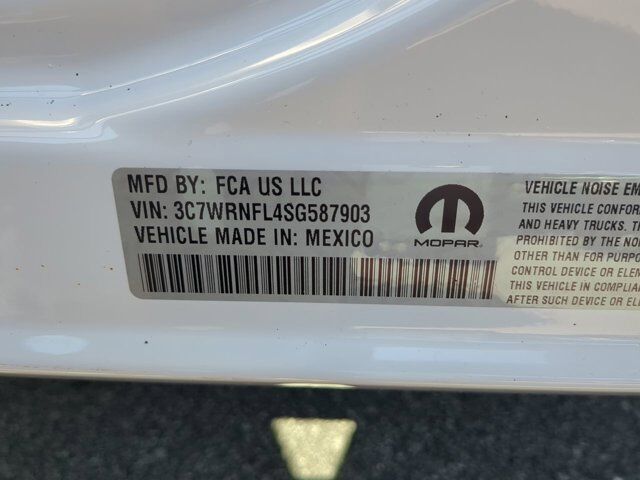 MFD BY: FCA US LLC
VIN: 3C7WRNFL4SG587903
VEHICLE MADE IN: MEXICO
MOPAR
VEHICLE NOISE EM
THIS VEHICLE CONFOR
AND HEAVY TRUCKS. T
PROHIBITED BY THE NO
OTHER THAN FOR PURPO
CONTROL DEVICE OR ELE
THIS VEHICLE IN COMPLIA
AFTER SUCH DEVICE OR EL